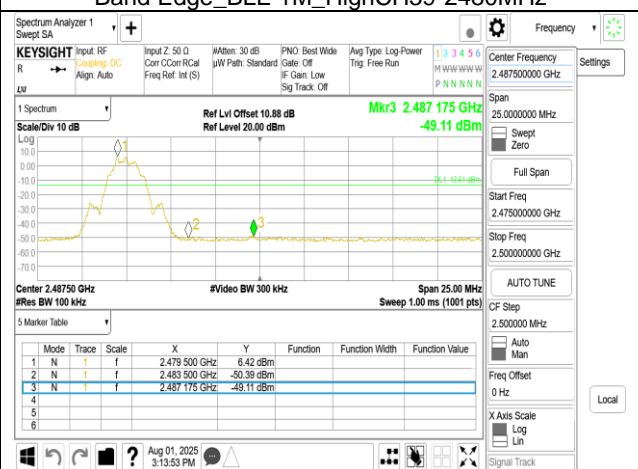 Band Edge_BLE 1M_HighCH39 2480MHz
Spectrum Analyzer 1
Swept SA
+
Frequency
KEYSIGHT
R
LXI
Input: RF
Coupling: DC
Align: Auto
Input Z: 50 Ω
Corr CCorr RCal
Freq Ref: Int (S)
#Atten: 30 dB
µW Path: Standard
PNO: Best Wide
Gate: Off
IF Gain: Low
Sig Track: Off
Avg Type: Log-Power
Trig: Free Run
1 2 3 4 5 6
M W W W W W
P N N N N N
1 Spectrum
Scale/Div 10 dB
Log
Ref Lvl Offset 10.88 dB
Ref Level 20.00 dBm
Mkr3 2.487 175 GHz
-49.11 dBm
10.0
0.00
-10.0
-20.0
-30.0
-40.0
-50.0
-60.0
-70.0
1
2
3
Center 2.48750 GHz
#Res BW 100 kHz
#Video BW 300 kHz
Span 25.00 MHz
Sweep 1.00 ms (1001 pts)
5 Marker Table
Mode Trace Scale X Y Function Function Width Function Value
1 N 1 f 2.479 500 GHz 6.42 dBm
2 N 1 f 2.483 500 GHz -50.39 dBm
3 N 1 f 2.487 175 GHz -49.11 dBm
4
5
6
?
Aug 01, 2025
3:13:53 PM
Center Frequency
2.487500000 GHz
Span
25.0000000 MHz
Swept
Zero
Full Span
Start Freq
2.475000000 GHz
Stop Freq
2.500000000 GHz
AUTO TUNE
CF Step
2.500000 MHz
Auto
Man
Freq Offset
0 Hz
X Axis Scale
Log
Lin
Signal Track
Settings
Local